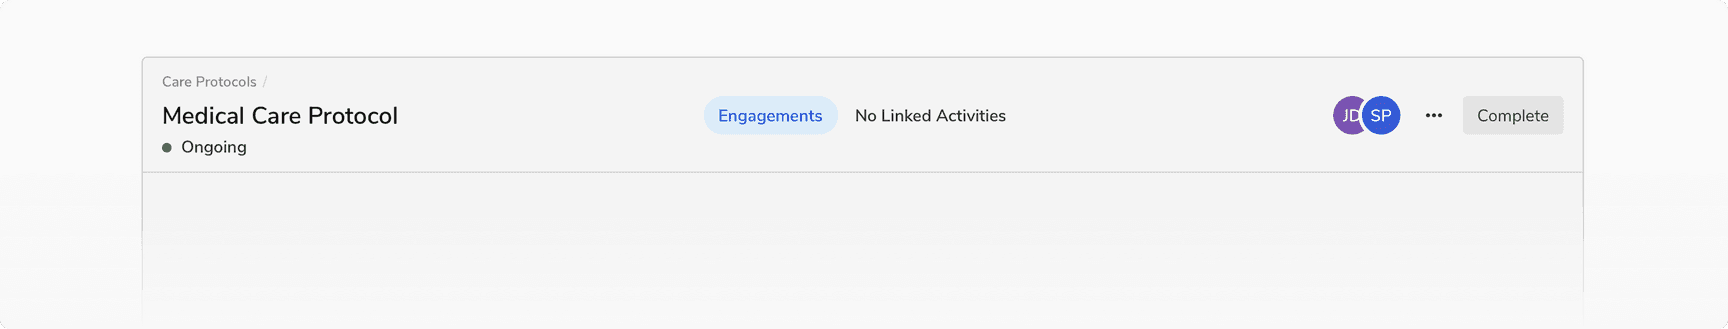 Care Protocols /
Medical Care Protocol
Ongoing
Engagements
No Linked Activities
JD
SP
Complete